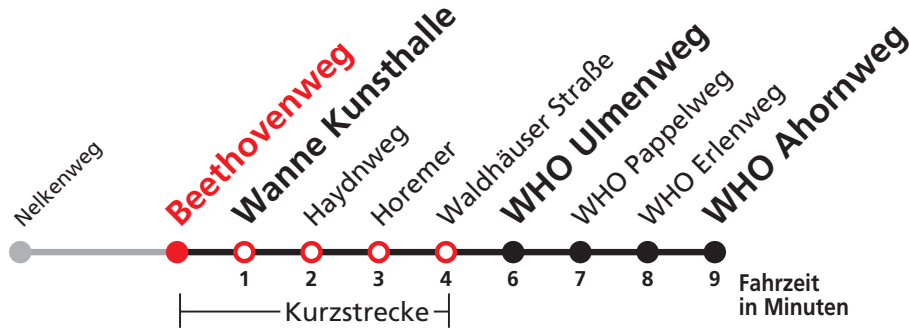 Nelkenweg
Beethovenweg
Wanne Kunsthalle
Haydnweg
Horemer
Waldhäuser Straße
WHO Ulmenweg
WHO Pappelweg
WHO Erlenweg
WHO Ahornweg
1 2 3 4 6 7 8 9
Fahrzeit
in Minuten
Kurzstrecke